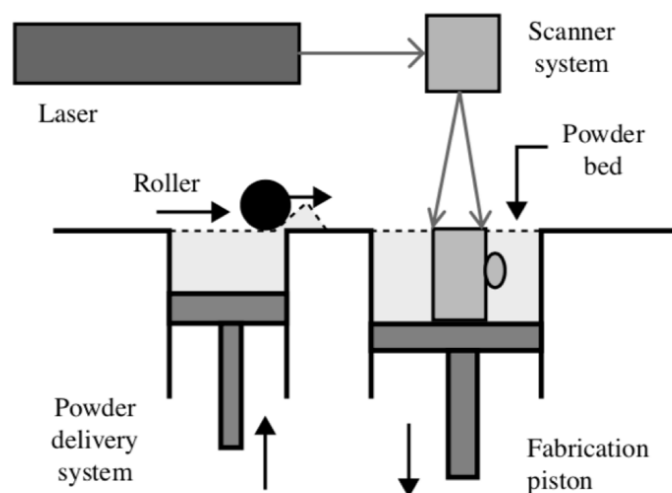 Scanner
system
Laser
Powder
bed
Roller
Powder
delivery
system
Fabrication
piston